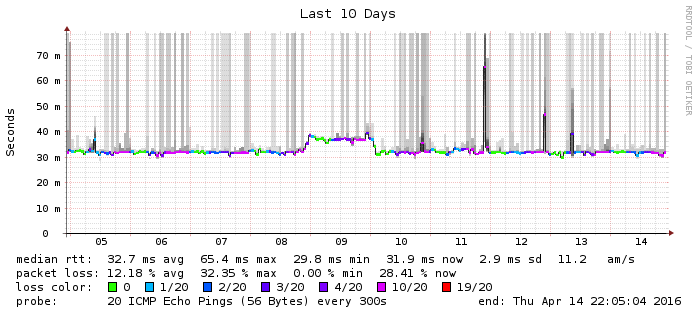 Last 10 Days
RRDTOOL / TOBI OETIKER
Seconds
70 m
60 m
50 m
40 m
30 m
20 m
10 m
0
05 06 07 08 09 10 11 12 13 14
median rtt: 32.7 ms avg 65.4 ms max 29.8 ms min 31.9 ms now 2.9 ms sd 11.2 am/s
packet loss: 12.18 % avg 32.35 % max 0.00 % min 28.41 % now
loss color: 0 1/20 2/20 3/20 4/20 10/20 19/20
probe: 20 ICMP Echo Pings (56 Bytes) every 300s end: Thu Apr 14 22:05:04 2016